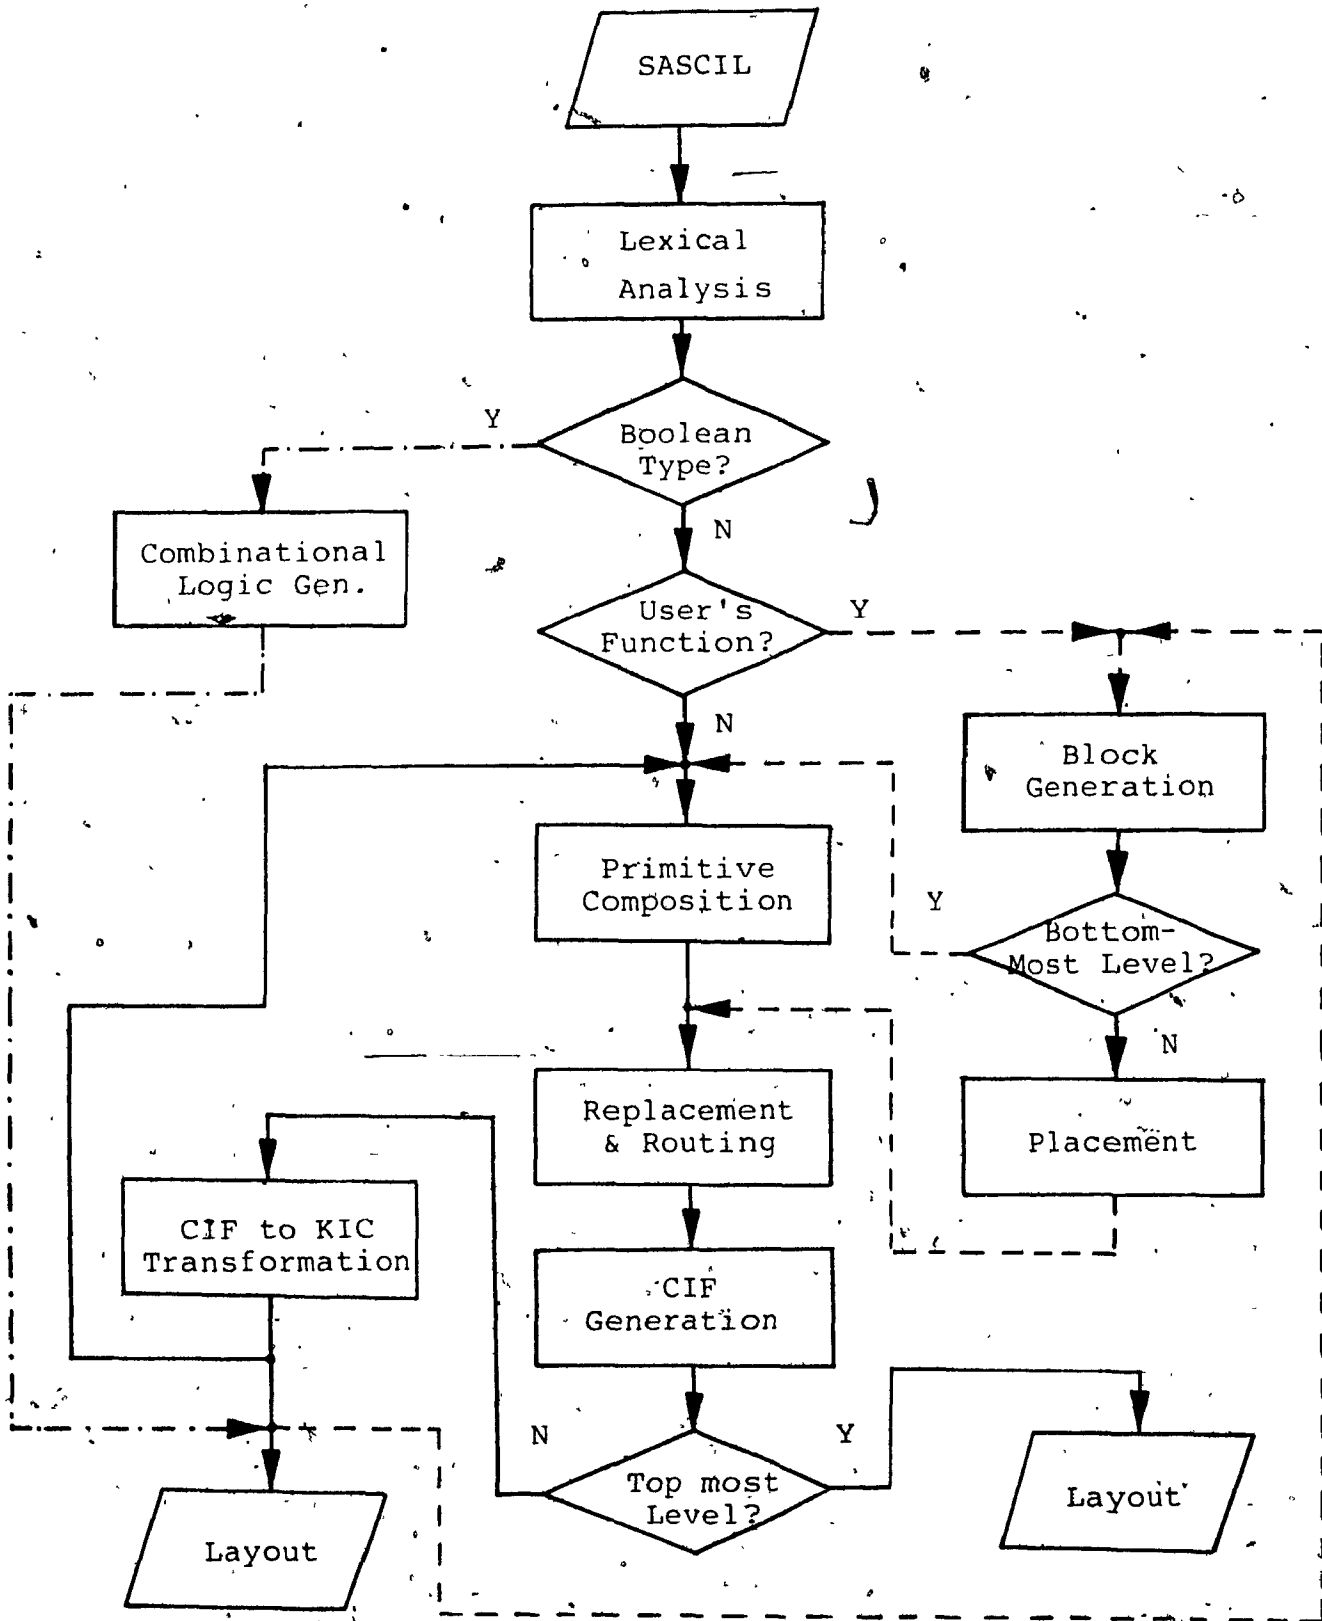 SASCIL
Lexical
Analysis
Y
Boolean
Type?
N
Combinational
Logic Gen.
User's
Function?
Y
N
Block
Generation
Primitive
Composition
Y
Bottom-
Most Level?
N
Replacement
& Routing
Placement
CIF to KIC
Transformation
CIF
Generation
N
Y
Top most
Level?
Layout
Layout